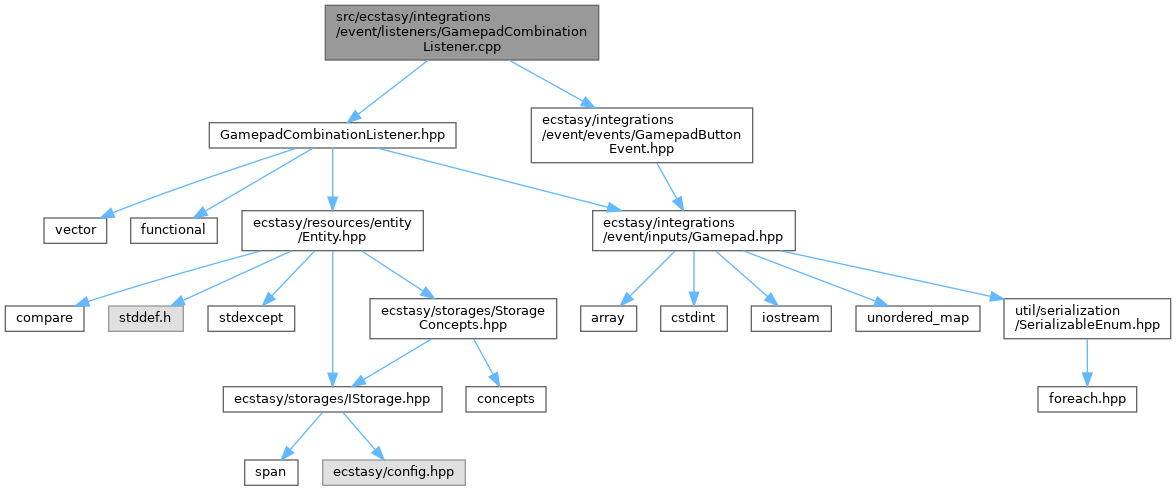 src/ecstasy/integrations
/event/listeners/GamepadCombination
Listener.cpp
GamepadCombinationListener.hpp
ecstasy/integrations
/event/events/GamepadButton
Event.hpp
vector
functional
ecstasy/resources/entity
/Entity.hpp
ecstasy/integrations
/event/inputs/Gamepad.hpp
compare
stddef.h
stdexcept
ecstasy/storages/Storage
Concepts.hpp
array
cstdint
iostream
unordered_map
util/serialization
/SerializableEnum.hpp
ecstasy/storages/IStorage.hpp
concepts
foreach.hpp
span
ecstasy/config.hpp